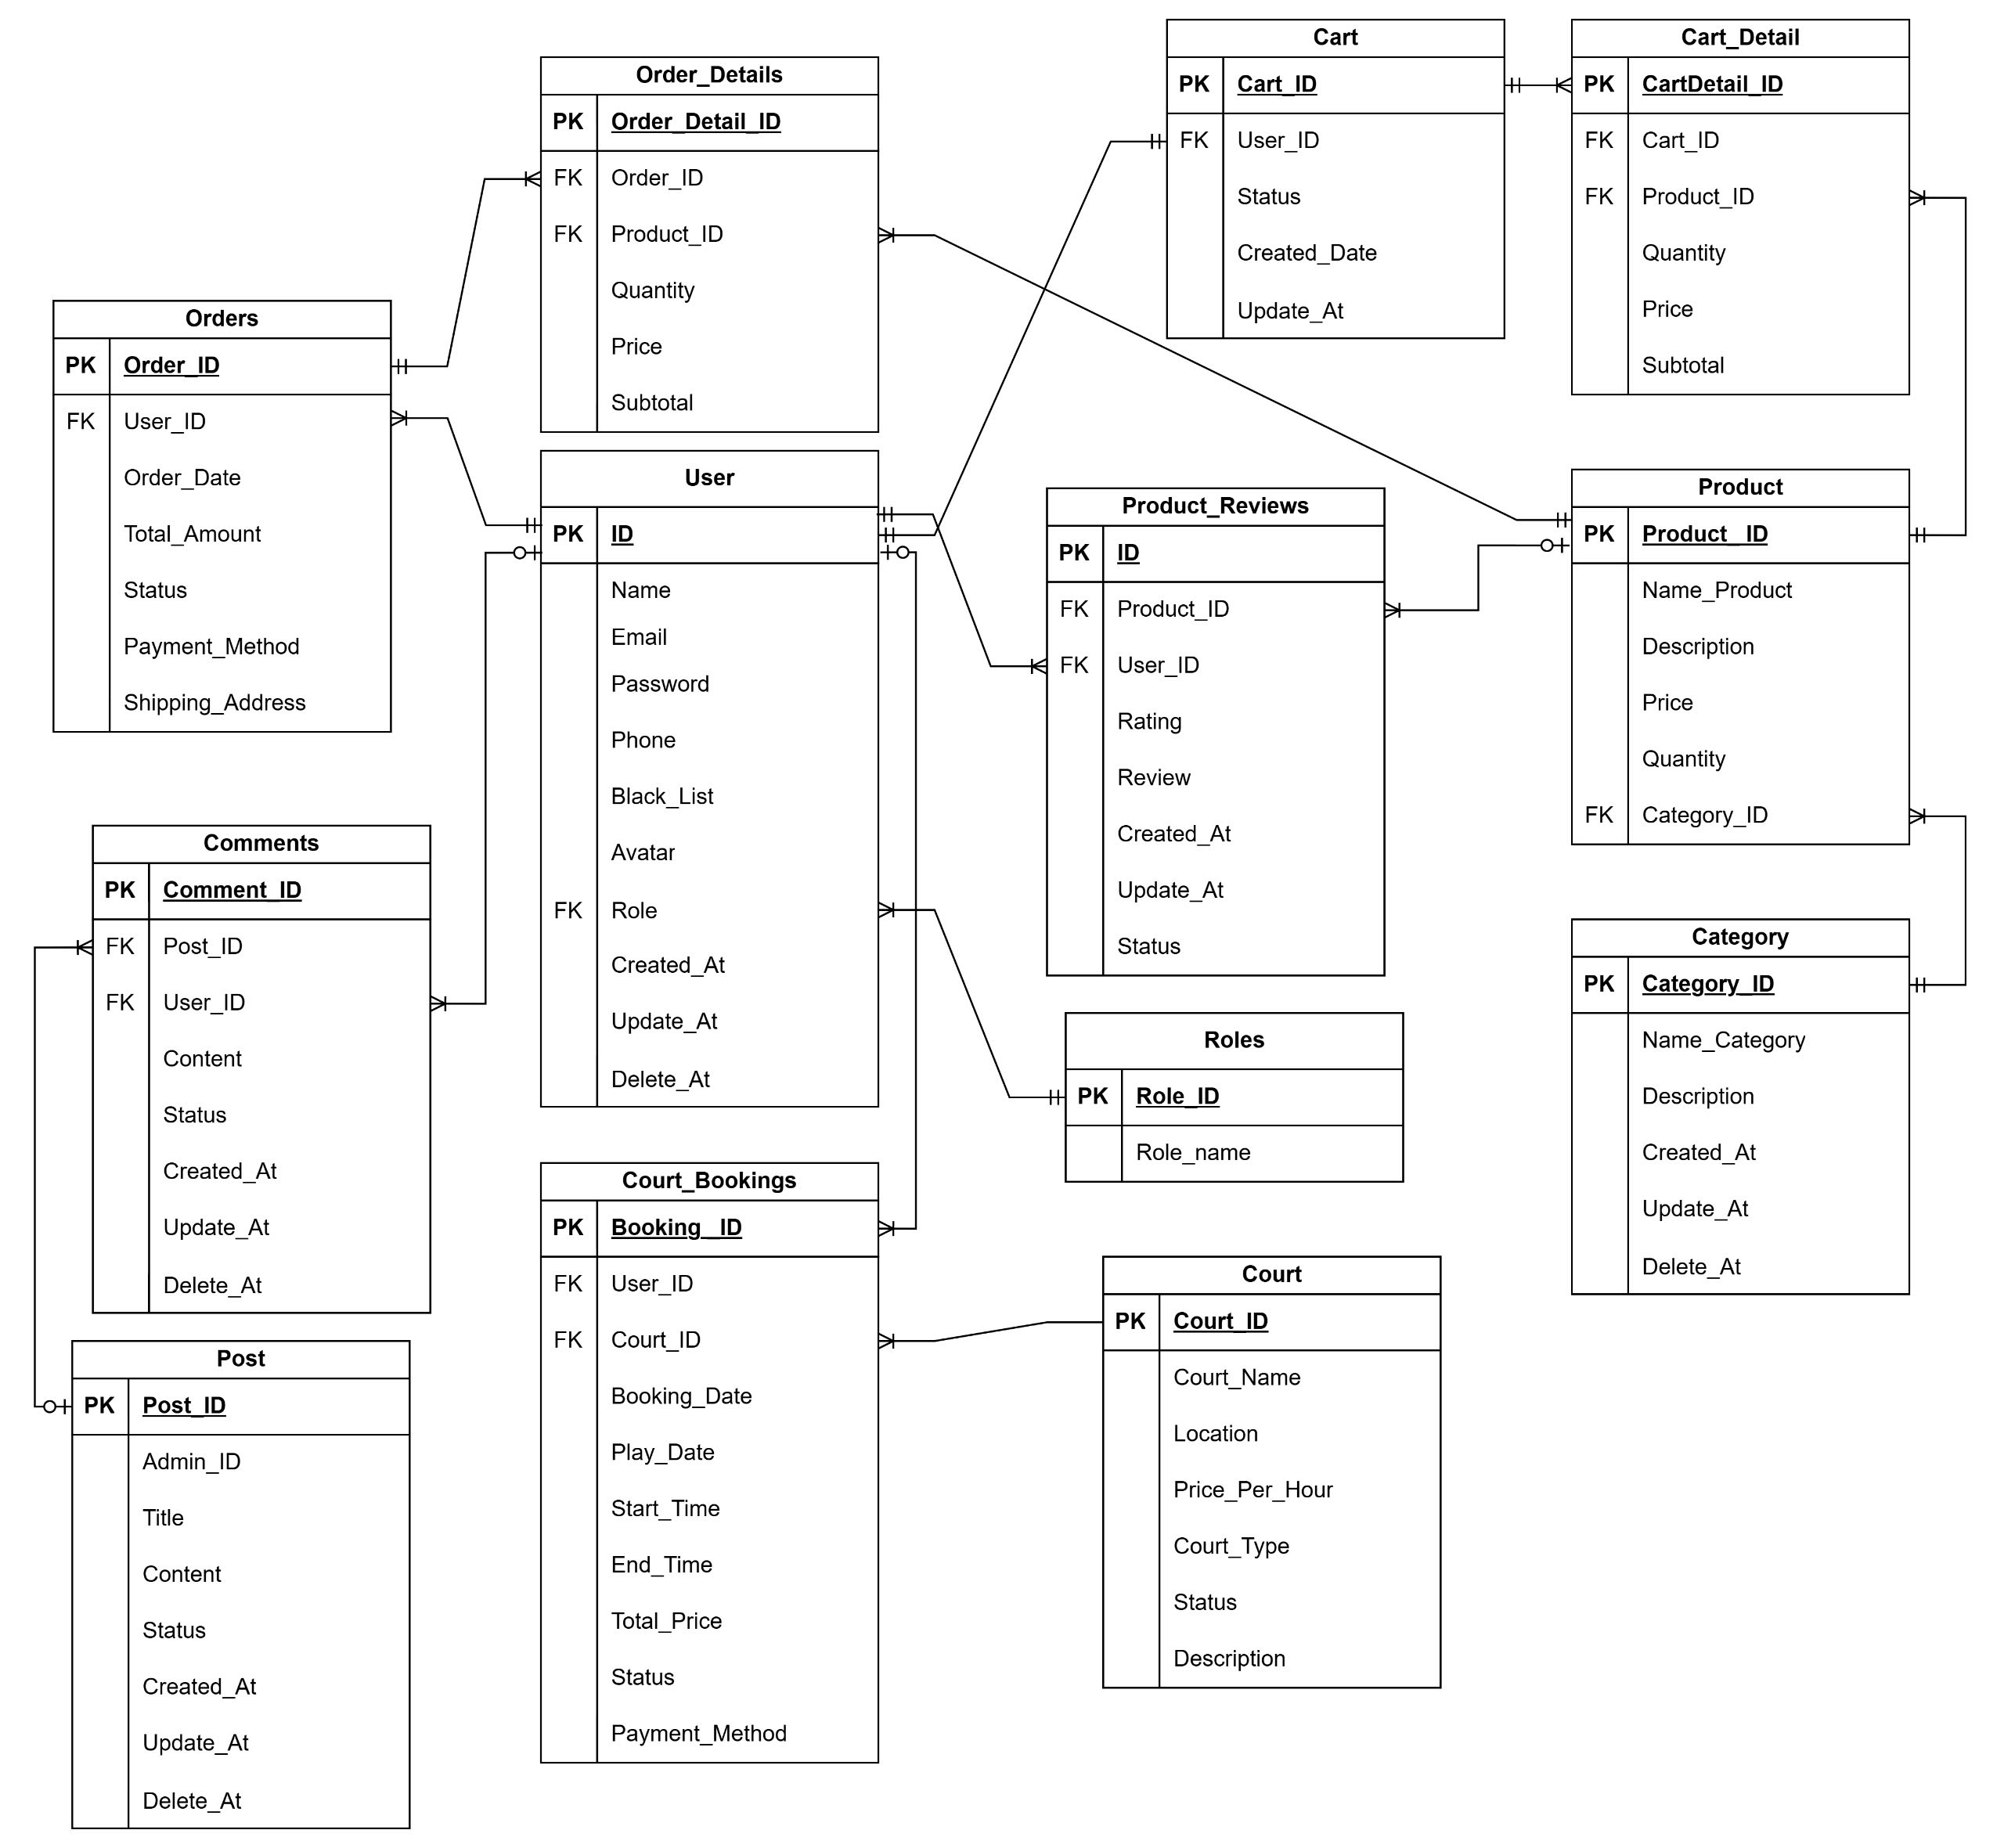 Cart
PK Cart_ID
FK User_ID
Status
Created_Date
Update_At
Cart_Detail
PK CartDetail_ID
FK Cart_ID
FK Product_ID
Quantity
Price
Subtotal
Order_Details
PK Order_Detail_ID
FK Order_ID
FK Product_ID
Quantity
Price
Subtotal
Orders
PK Order_ID
FK User_ID
Order_Date
Total_Amount
Status
Payment_Method
Shipping_Address
User
PK ID
Name
Email
Password
Phone
Black_List
Avatar
FK Role
Created_At
Update_At
Delete_At
Product_Reviews
PK ID
FK Product_ID
FK User_ID
Rating
Review
Created_At
Update_At
Status
Product
PK Product_ID
Name_Product
Description
Price
Quantity
FK Category_ID
Comments
PK Comment_ID
FK Post_ID
FK User_ID
Content
Status
Created_At
Update_At
Delete_At
Roles
PK Role_ID
Role_name
Category
PK Category_ID
Name_Category
Description
Created_At
Update_At
Delete_At
Court_Bookings
PK Booking_ID
FK User_ID
FK Court_ID
Booking_Date
Play_Date
Start_Time
End_Time
Total_Price
Status
Payment_Method
Court
PK Court_ID
Court_Name
Location
Price_Per_Hour
Court_Type
Status
Description
Post
PK Post_ID
Admin_ID
Title
Content
Status
Created_At
Update_At
Delete_At